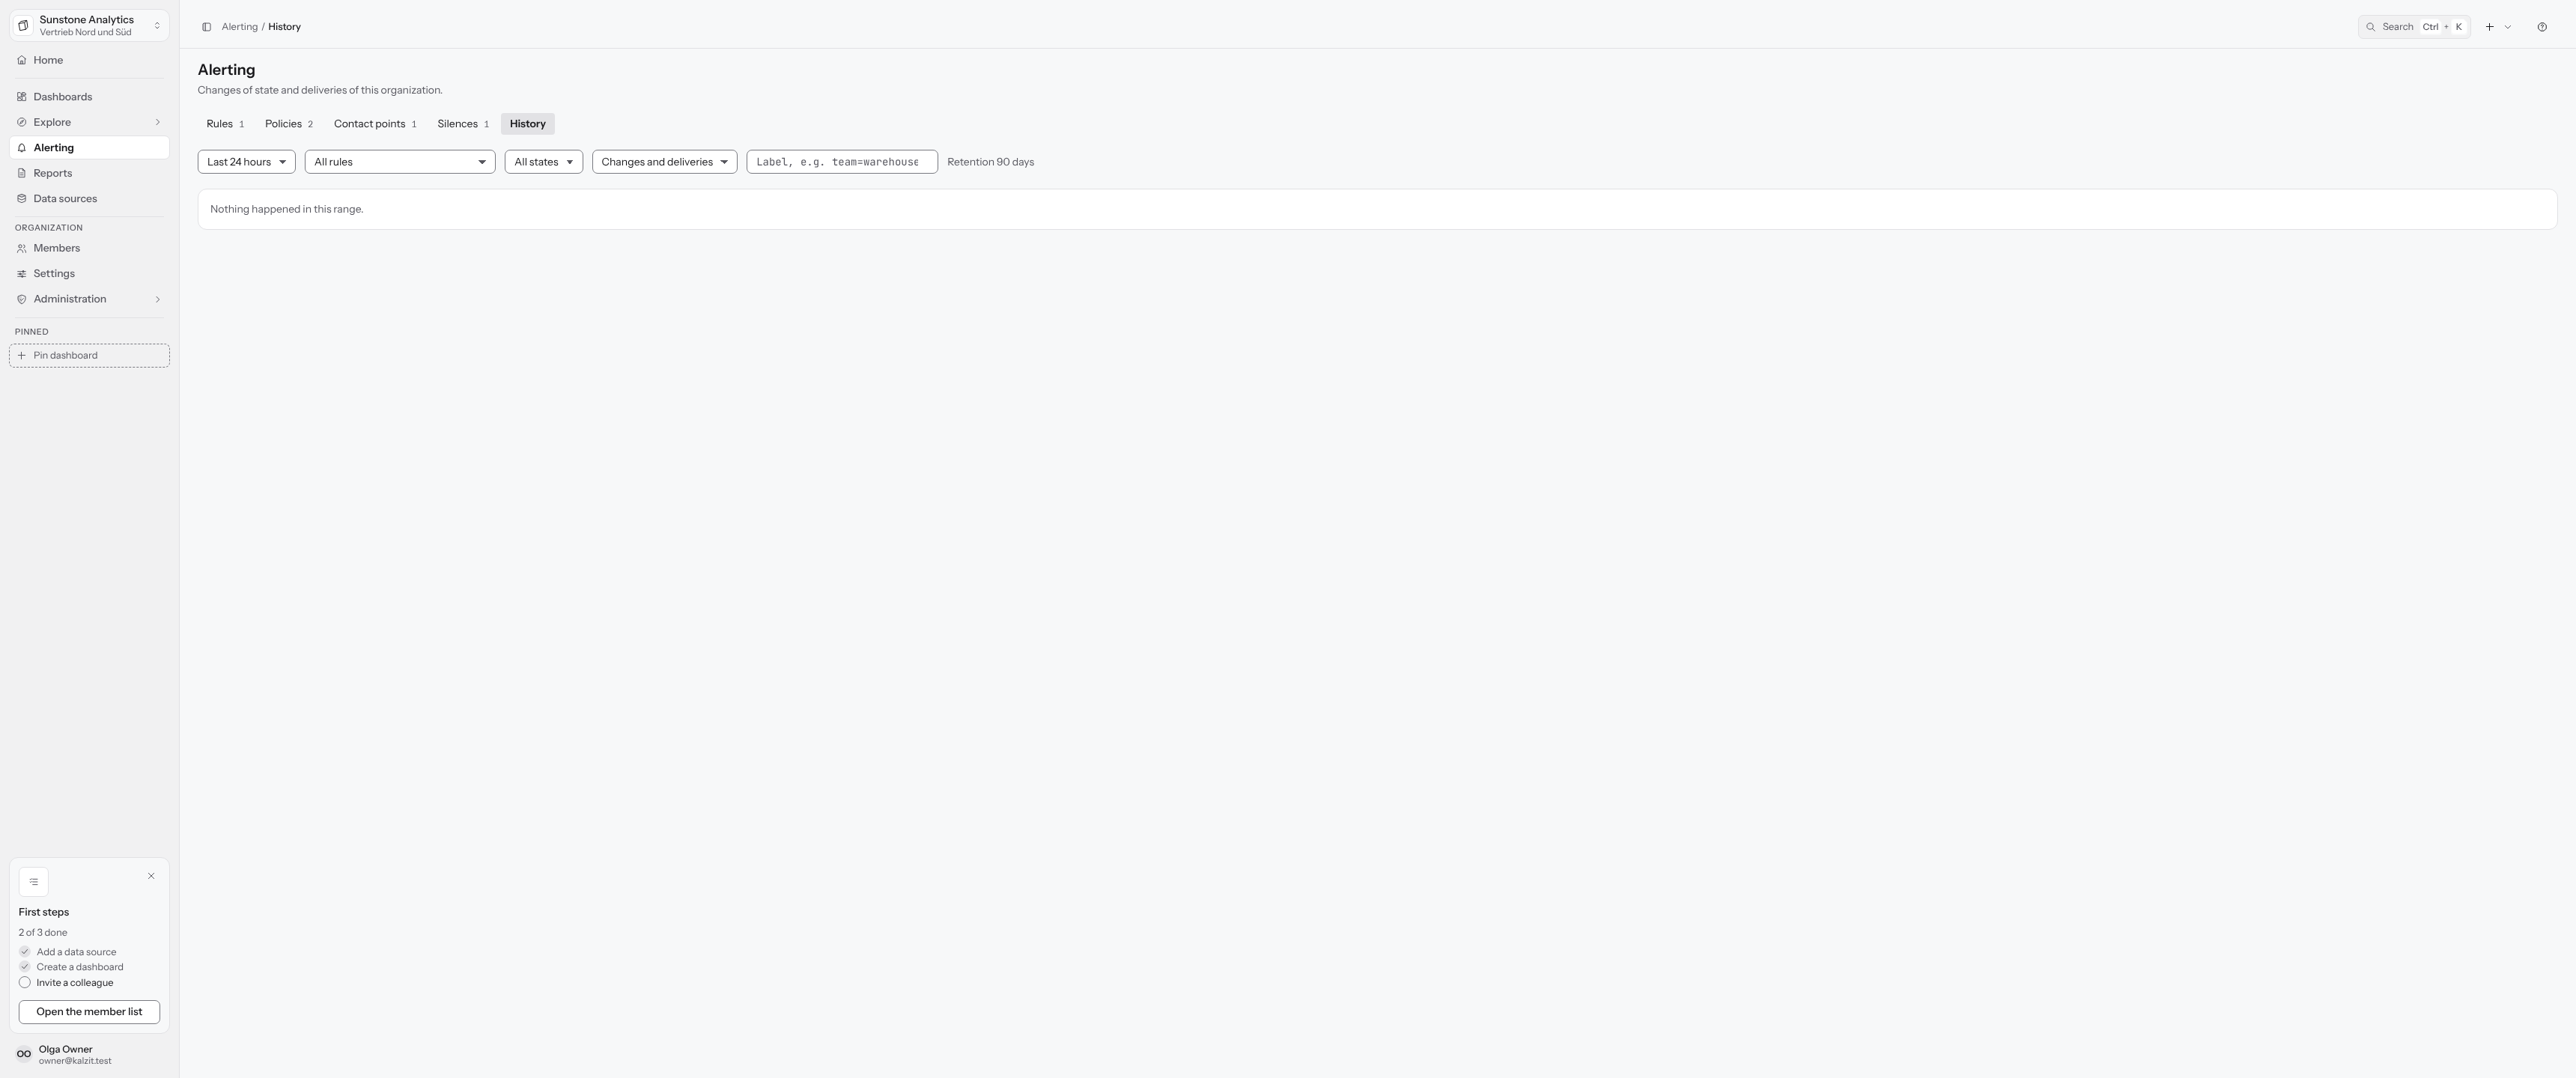 Sunstone Analytics
Vertrieb Nord und Süd
Home
Dashboards
Explore
Alerting
Reports
Data sources
ORGANIZATION
Members
Settings
Administration
PINNED
Pin dashboard
First steps
2 of 3 done
Add a data source
Create a dashboard
Invite a colleague
Open the member list
OO
Olga Owner
owner@kalzit.test
Alerting / History
Search Ctrl + K
Alerting
Changes of state and deliveries of this organization.
Rules 1 Policies 2 Contact points 1 Silences 1 History
Last 24 hours All rules All states Changes and deliveries Label, e.g. team=warehouse Retention 90 days
Nothing happened in this range.